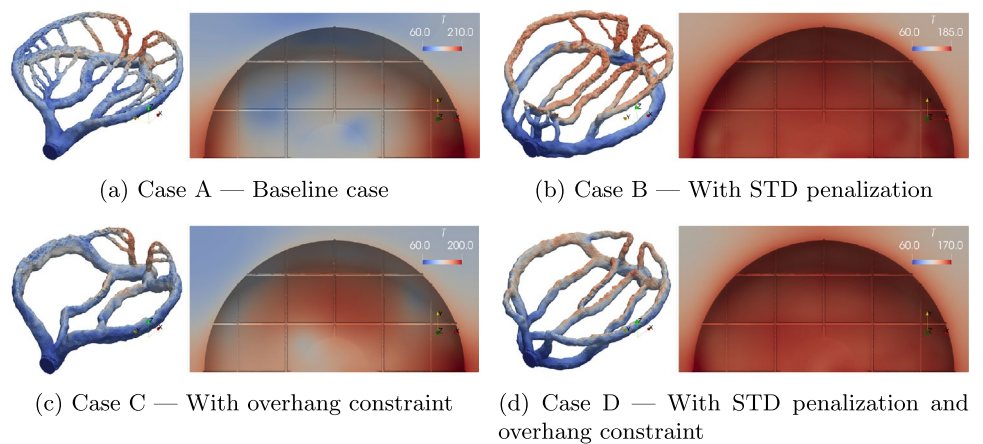 T
60.0 210.0
T
60.0 185.0
(a) Case A — Baseline case
(b) Case B — With STD penalization
T
60.0 200.0
T
60.0 170.0
(c) Case C — With overhang constraint
(d) Case D — With STD penalization and
overhang constraint